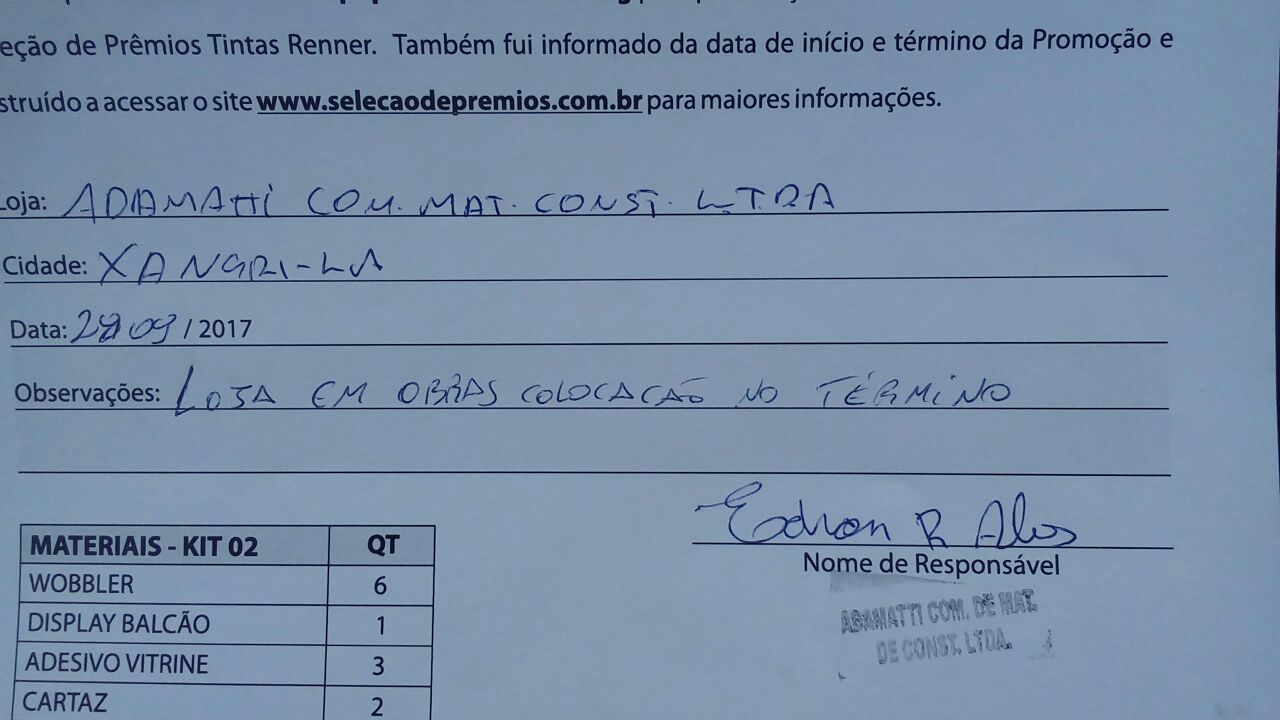 eção de Prêmios Tintas Renner. Também fui informado da data de início e término da Promoção e
struído a acessar o site www.selecaodepremios.com.br para maiores informações.
Loja: ADAMATTI COM. MAT. CONST. LTDA
Cidade: XANGRI-LA
Data: 28/09 / 2017
Observações: LOJA EM OBRAS COLOCACAÕ NO TÉRMINO
Edson R Alves
Nome de Responsável
ADAMATTI COM. DE MAT.
DE CONST. LTDA.
MATERIAIS - KIT 02 QT
WOBBLER 6
DISPLAY BALCÃO 1
ADESIVO VITRINE 3
CARTAZ 2